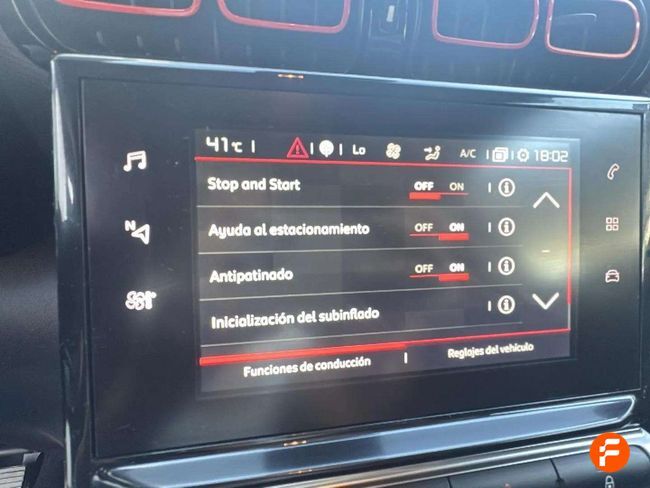 41°C Lo A/C 18:02
Stop and Start OFF ON
Ayuda al estacionamiento OFF ON
Antipatinado OFF ON
Inicialización del subinflado
Funciones de conducción Reglajes del vehículo
N